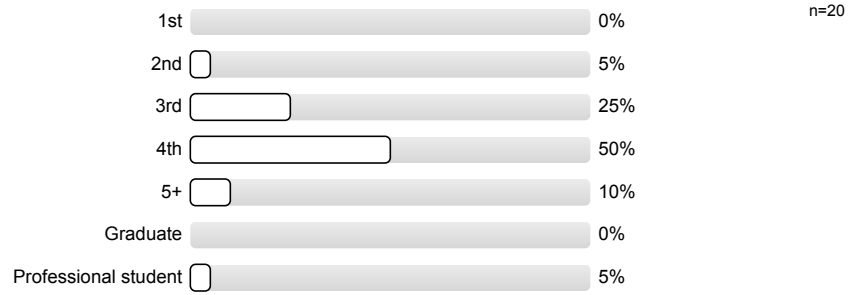 n=20
1st 0%
2nd 5%
3rd 25%
4th 50%
5+ 10%
Graduate 0%
Professional student 5%